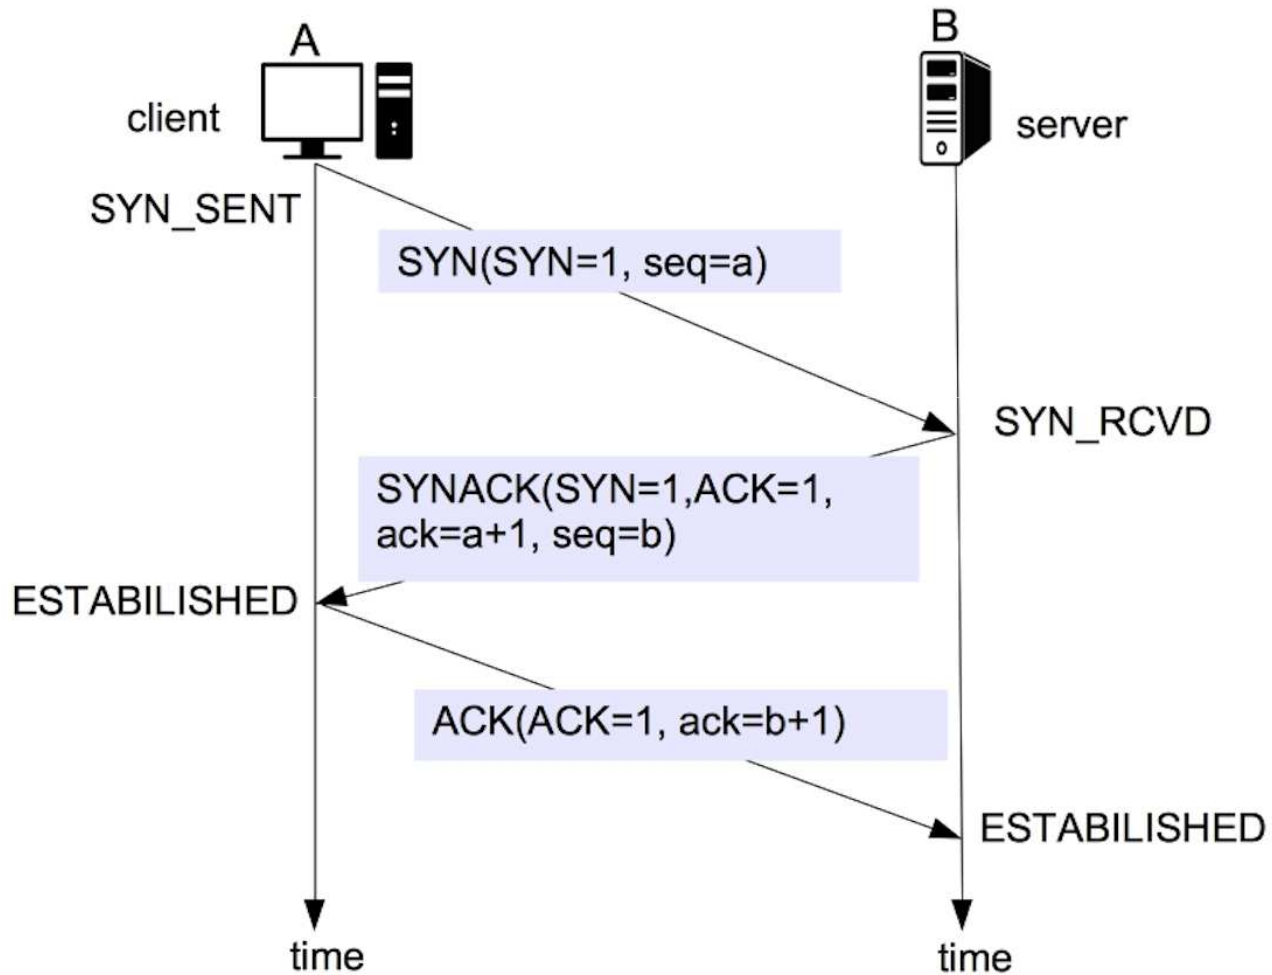 A
B
client
server
SYN_SENT
SYN(SYN=1, seq=a)
SYN_RCVD
SYNACK(SYN=1,ACK=1,
ack=a+1, seq=b)
ESTABILISHED
ACK(ACK=1, ack=b+1)
ESTABILISHED
time
time